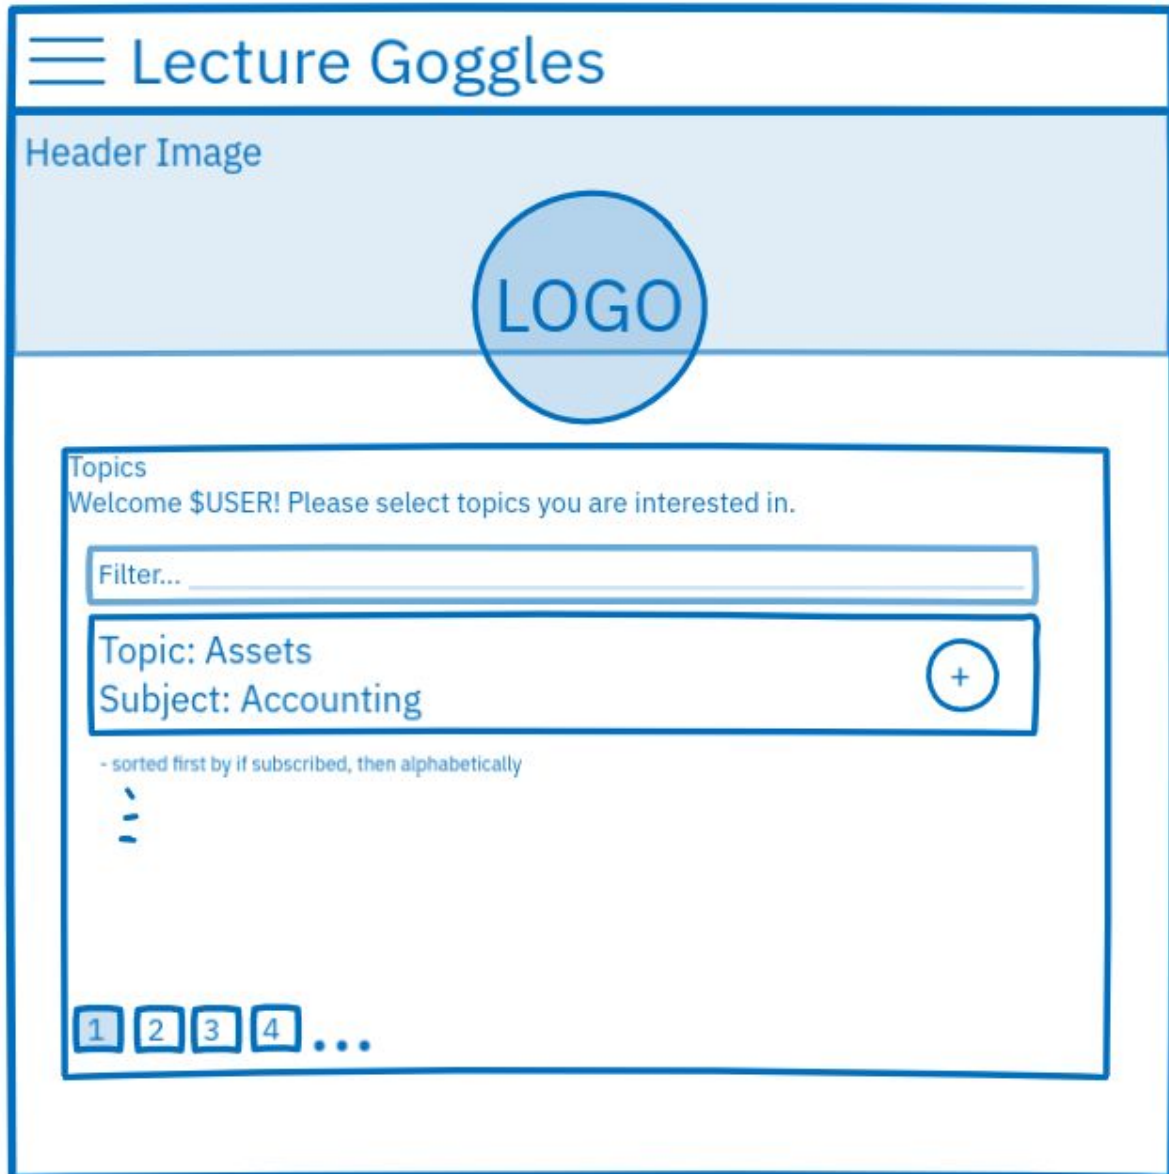 Lecture Goggles
Header Image
LOGO
Topics
Welcome $USER! Please select topics you are interested in.
Filter...
Topic: Assets
Subject: Accounting
+
- sorted first by if subscribed, then alphabetically
1 2 3 4 ...